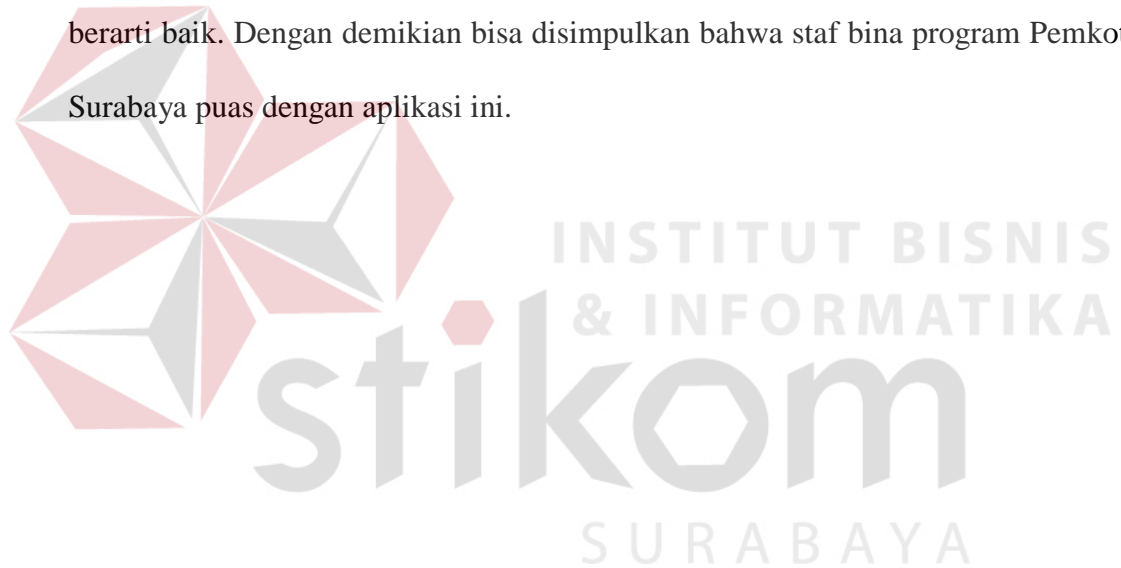 berarti baik. Dengan demikian bisa disimpulkan bahwa staf bina program Pemkot
Surabaya puas dengan aplikasi ini.
INSTITUT BISNIS
& INFORMATIKA
stikom
SURABAYA